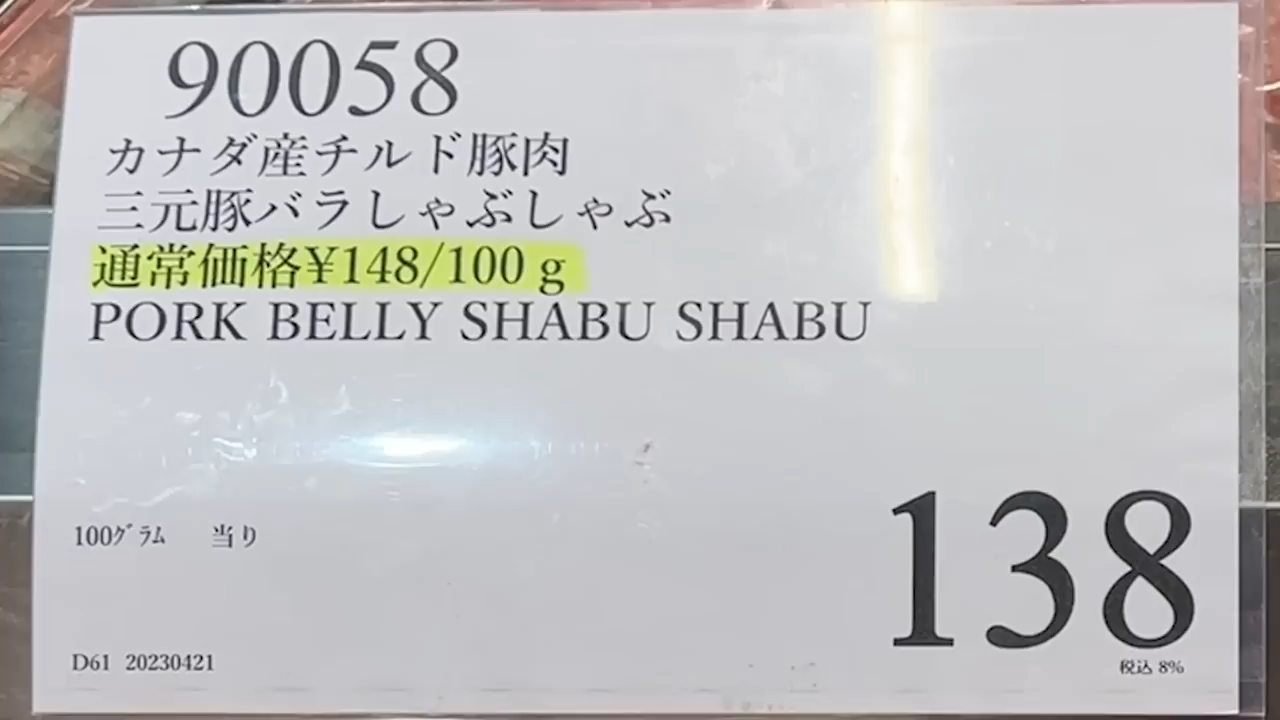 90058
カナダ産チルド豚肉
三元豚バラしゃぶしゃぶ
通常価格¥148/100 g
PORK BELLY SHABU SHABU
100ｸﾞﾗﾑ 当り
138
税込 8%
D61 20230421